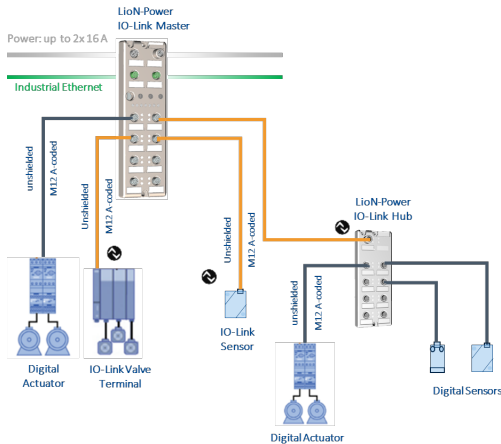 LioN-Power
IO-Link Master
Power: up to 2x 16 A
Industrial Ethernet
unshielded
M12 A-coded
Unshielded
M12 A-coded
Unshielded
M12 A-coded
LioN-Power
IO-Link Hub
unshielded
M12 A-coded
IO-Link
Sensor
Digital
Actuator
IO-Link Valve
Terminal
Digital Sensors
Digital Actuator